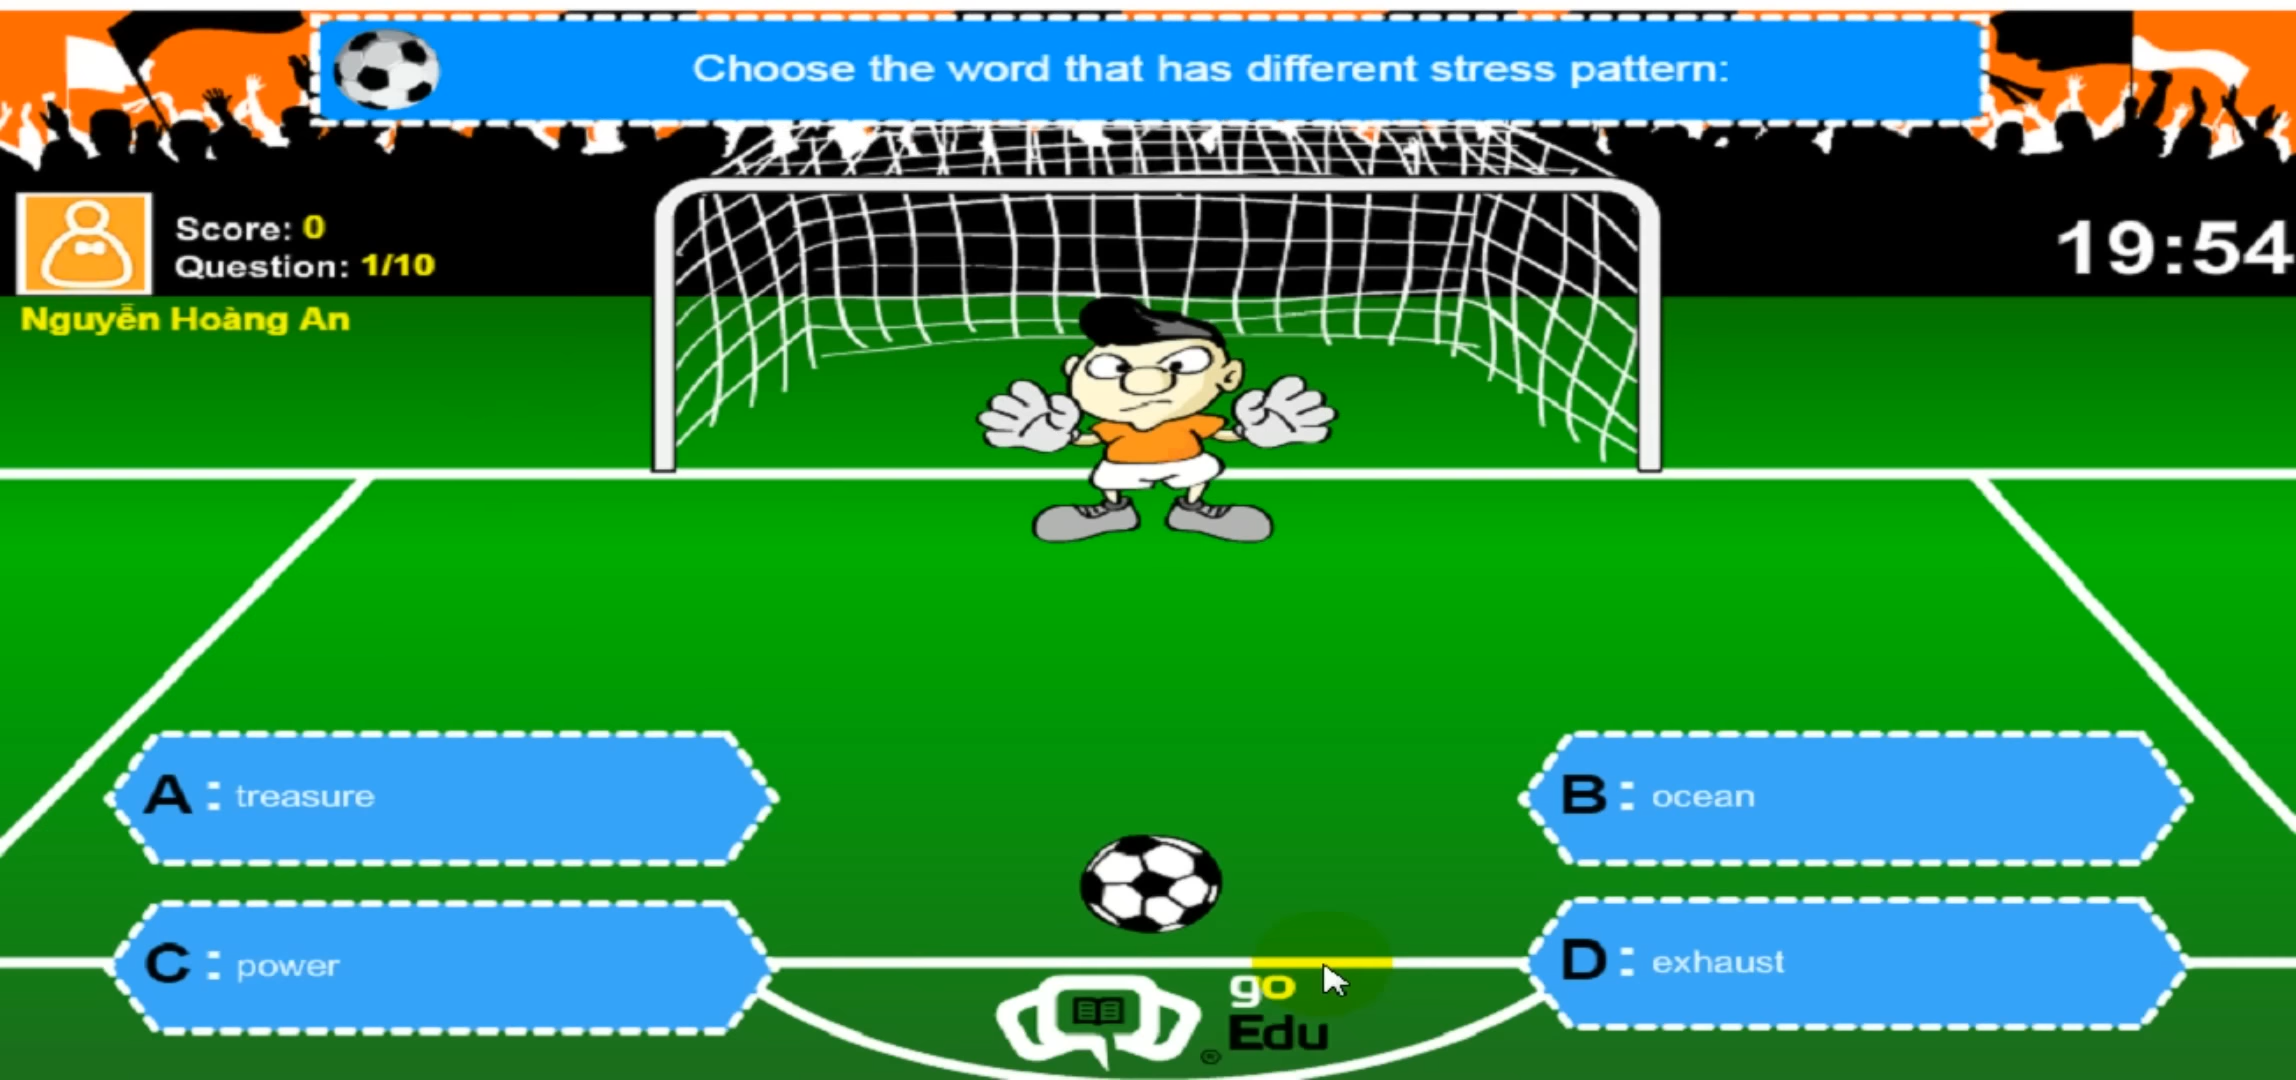 Choose the word that has different stress pattern:
Score: 0
Question: 1/10
Nguyễn Hoàng An
19:54
A : treasure
B : ocean
C : power
D : exhaust
go
Edu
®